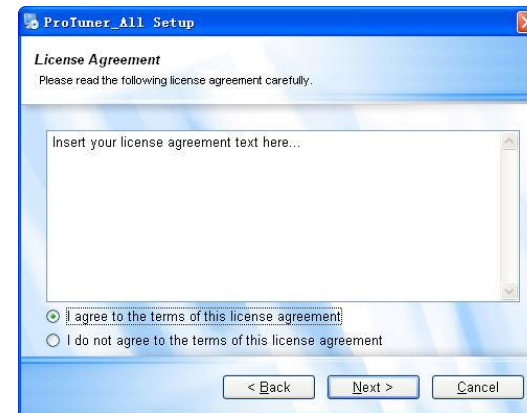 ProTuner_All Setup
License Agreement
Please read the following license agreement carefully.
Insert your license agreement text here...
I agree to the terms of this license agreement
I do not agree to the terms of this license agreement
< Back Next > Cancel